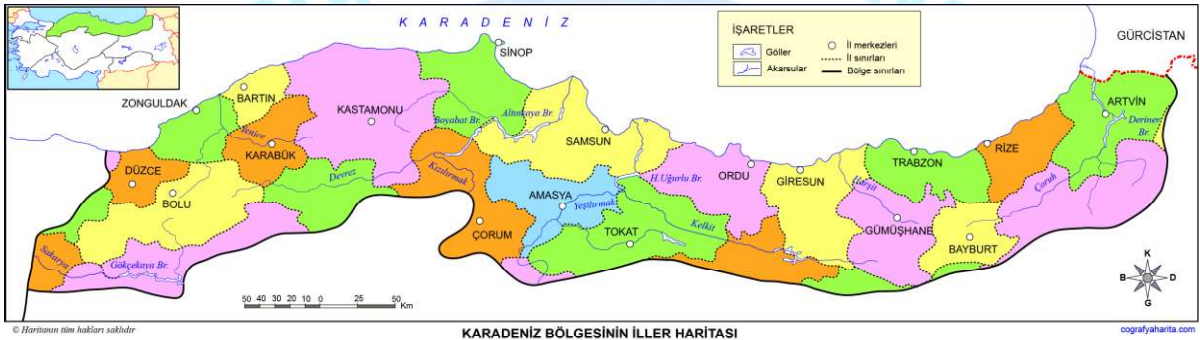 KARADENİZ
SİNOP
ZONGULDAK
BARTIN
KASTAMONU
Boyabat Br.
Altınkaya Br.
SAMSUN
Yenice
KARABÜK
DÜZCE
BOLU
Devrez
Kızılırmak
ÇORUM
AMASYA
Yeşilırmak
TOKAT
H.Uğurlu Br.
ORDU
Kelkit
GİRESUN
Harşit
TRABZON
RİZE
ARTVİN
Deriner
Br.
Çoruh
GÜMÜŞHANE
BAYBURT
Sakarya
Gökçekaya Br.
GÜRCİSTAN
İŞARETLER
Göller
Akarsular
İl merkezleri
İl sınırları
Bölge sınırları
50 40 30 20 10 0 25 50
Km
K
B D
G
© Haritanın tüm hakları saklıdır
KARADENİZ BÖLGESİNİN İLLER HARİTASI
cografyaharita.com